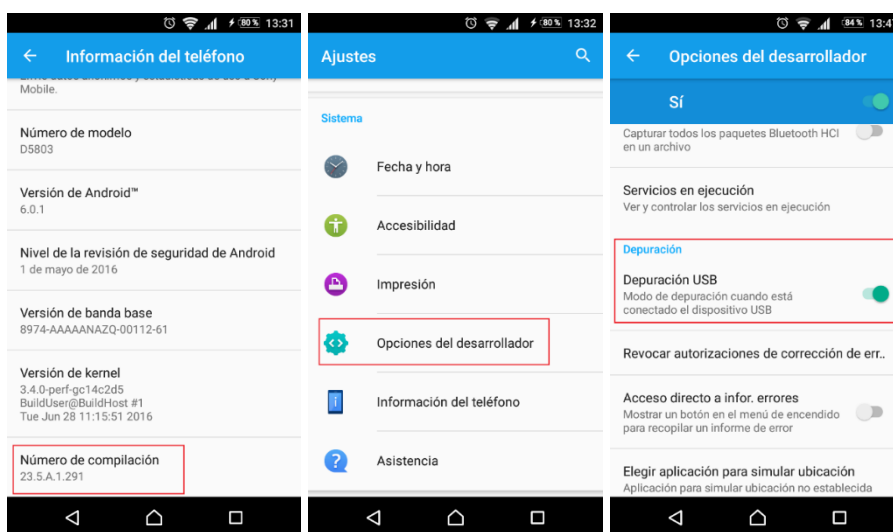 80% 13:31
Información del teléfono
Mobile.
Número de modelo
D5803
Versión de Android™
6.0.1
Nivel de la revisión de seguridad de Android
1 de mayo de 2016
Versión de banda base
8974-AAAAANAZQ-00112-61
Versión de kernel
3.4.0-perf-gc14c2d5
BuildUser@BuildHost #1
Tue Jun 28 11:15:51 2016
Número de compilación
23.5.A.1.291
80% 13:32
Ajustes
Sistema
Fecha y hora
Accesibilidad
Impresión
Opciones del desarrollador
Información del teléfono
Asistencia
84% 13:4
Opciones del desarrollador
Sí
Capturar todos los paquetes Bluetooth HCI
en un archivo
Servicios en ejecución
Ver y controlar los servicios en ejecución
Depuración
Depuración USB
Modo de depuración cuando está
conectado el dispositivo USB
Revocar autorizaciones de corrección de err..
Acceso directo a infor. errores
Mostrar un botón en el menú de encendido
para recopilar un informe de error
Elegir aplicación para simular ubicación
Aplicación para simular ubicación no establecida